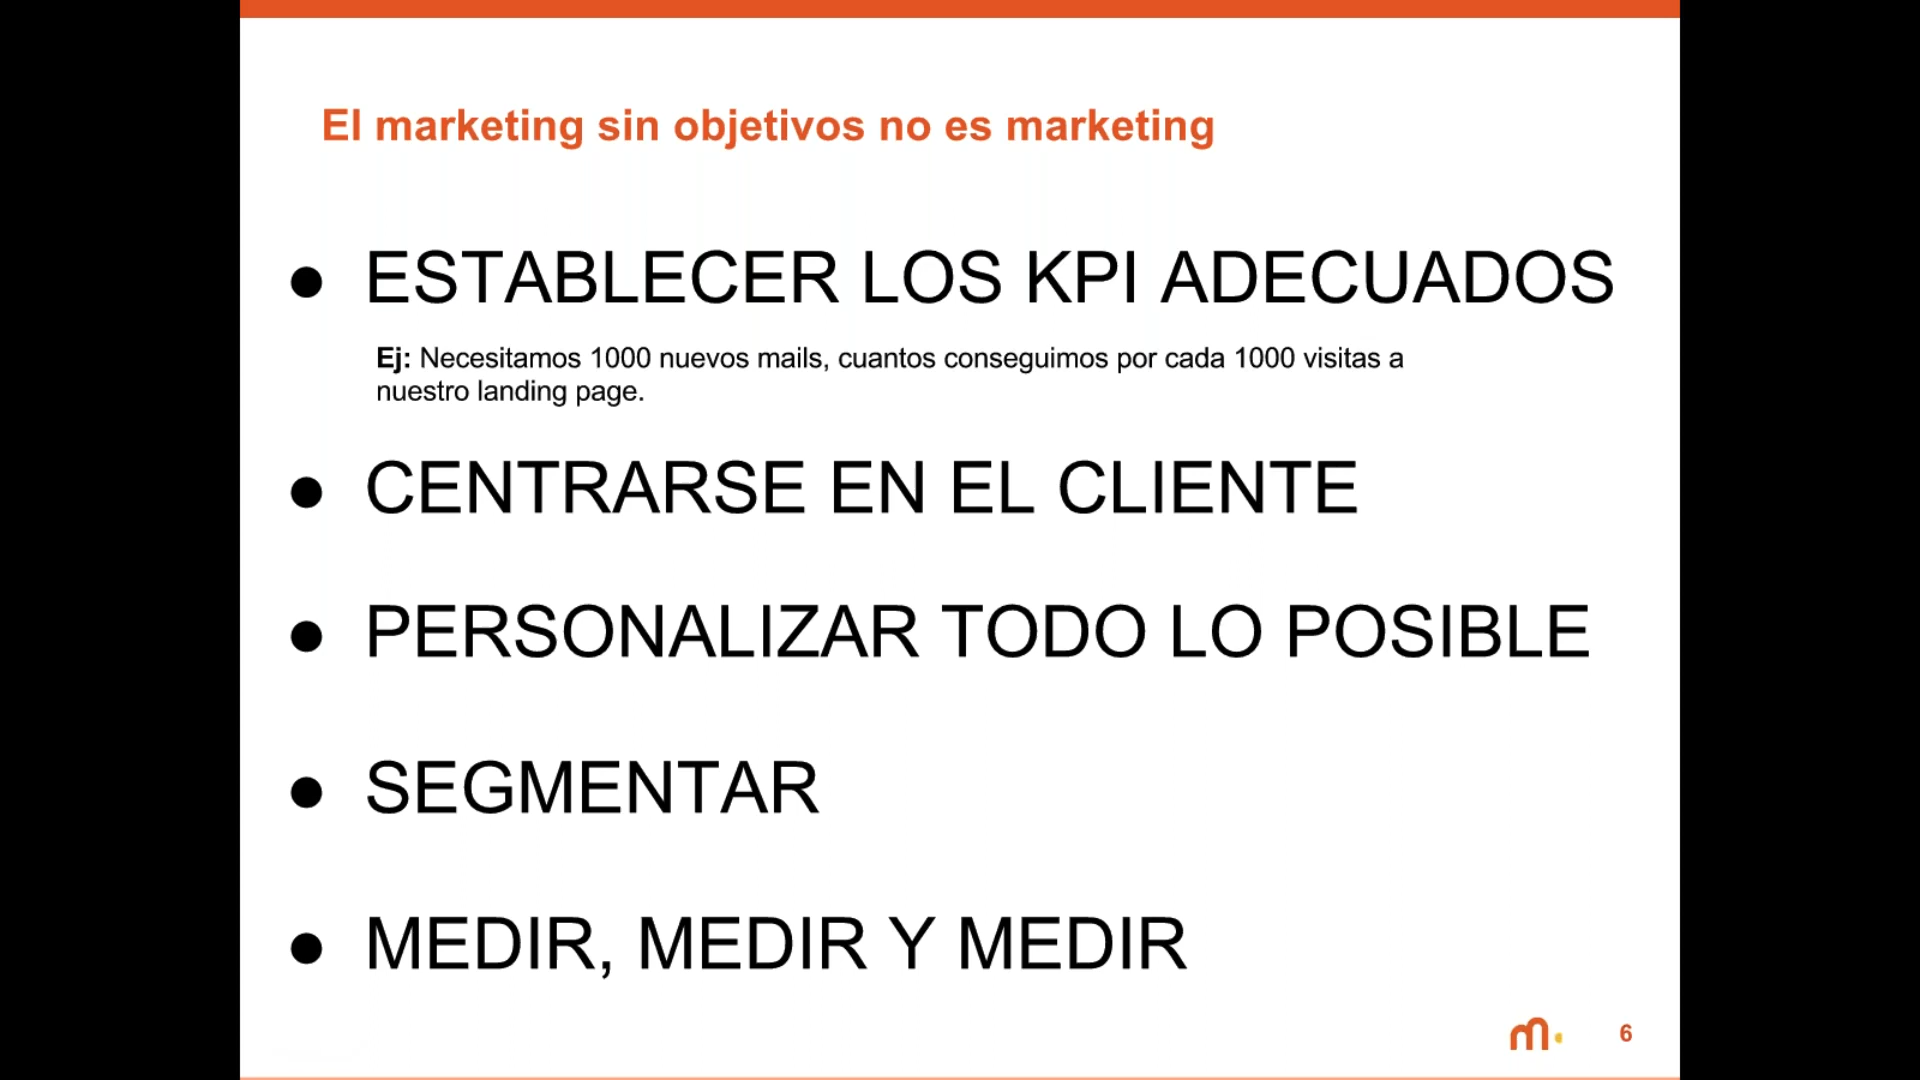 El marketing sin objetivos no es marketing
● ESTABLECER LOS KPI ADECUADOS
Ej: Necesitamos 1000 nuevos mails, cuantos conseguimos por cada 1000 visitas a
nuestro landing page.
● CENTRARSE EN EL CLIENTE
● PERSONALIZAR TODO LO POSIBLE
● SEGMENTAR
● MEDIR, MEDIR Y MEDIR
m. 6